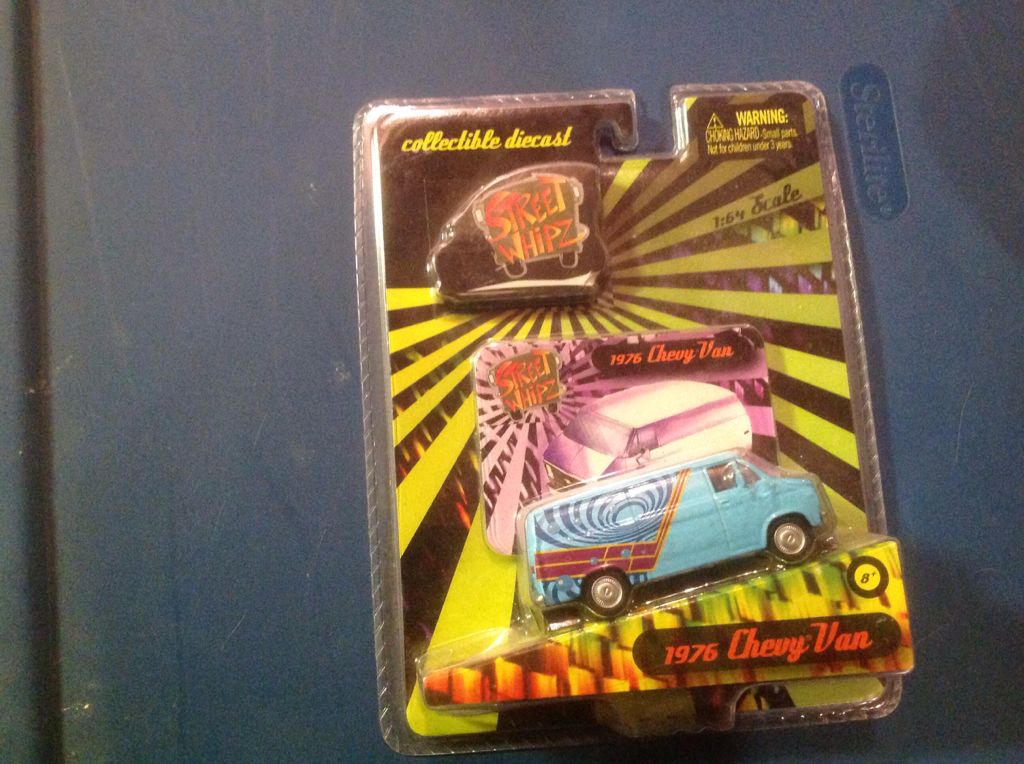 collectible diecast
WARNING:
CHOKING HAZARD-Small parts.
Not for children under 3 years.
1:64 Scale
STREET
WHIPZ
STREET
WHIPZ
1976 Chevy Van
8+
1976 Chevy Van